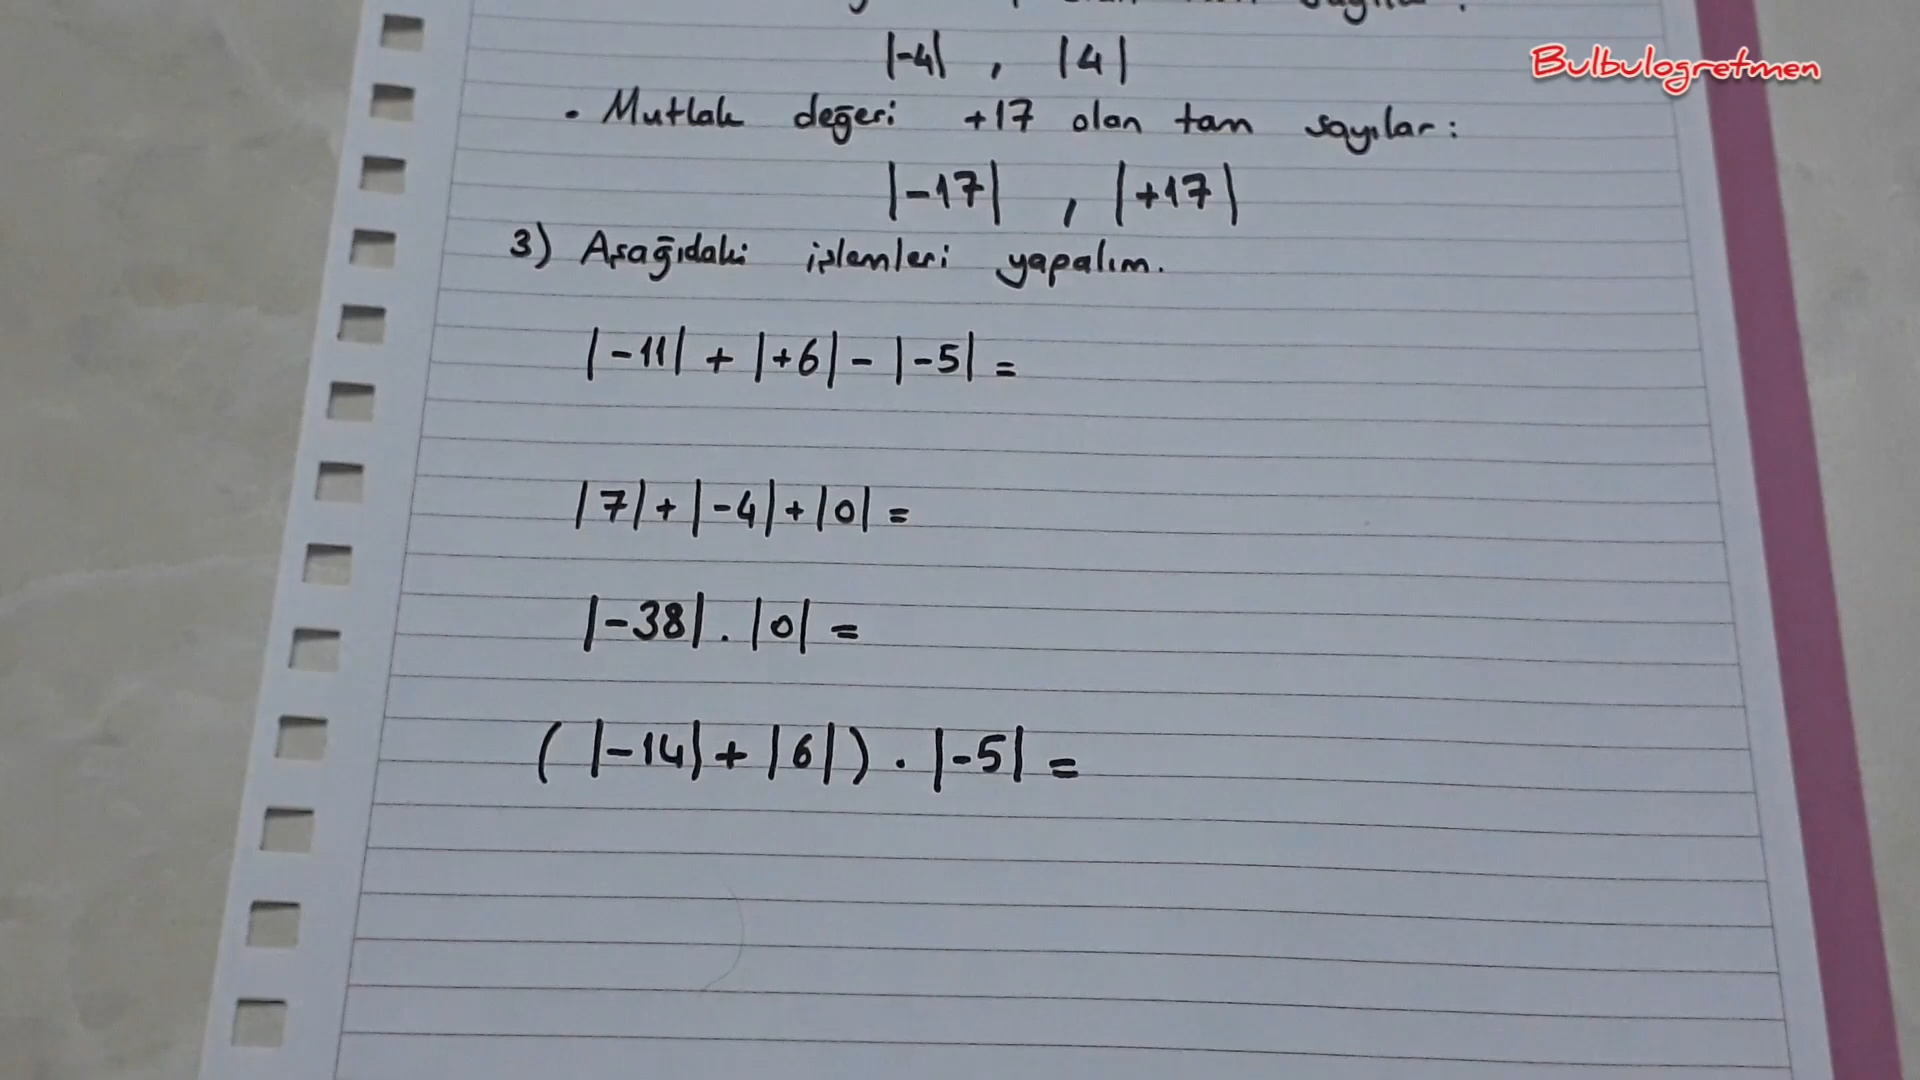 |-4| , |4|
Bulbulogretmen
• Mutlak değeri +17 olan tam sayılar:
|-17| , |+17|
3) Aşağıdaki işlemleri yapalım.
|-11| + |+6| - |-5| =
|7| + |-4| + |0| =
|-38| . |0| =
( |-14| + |6| ) . |-5| =